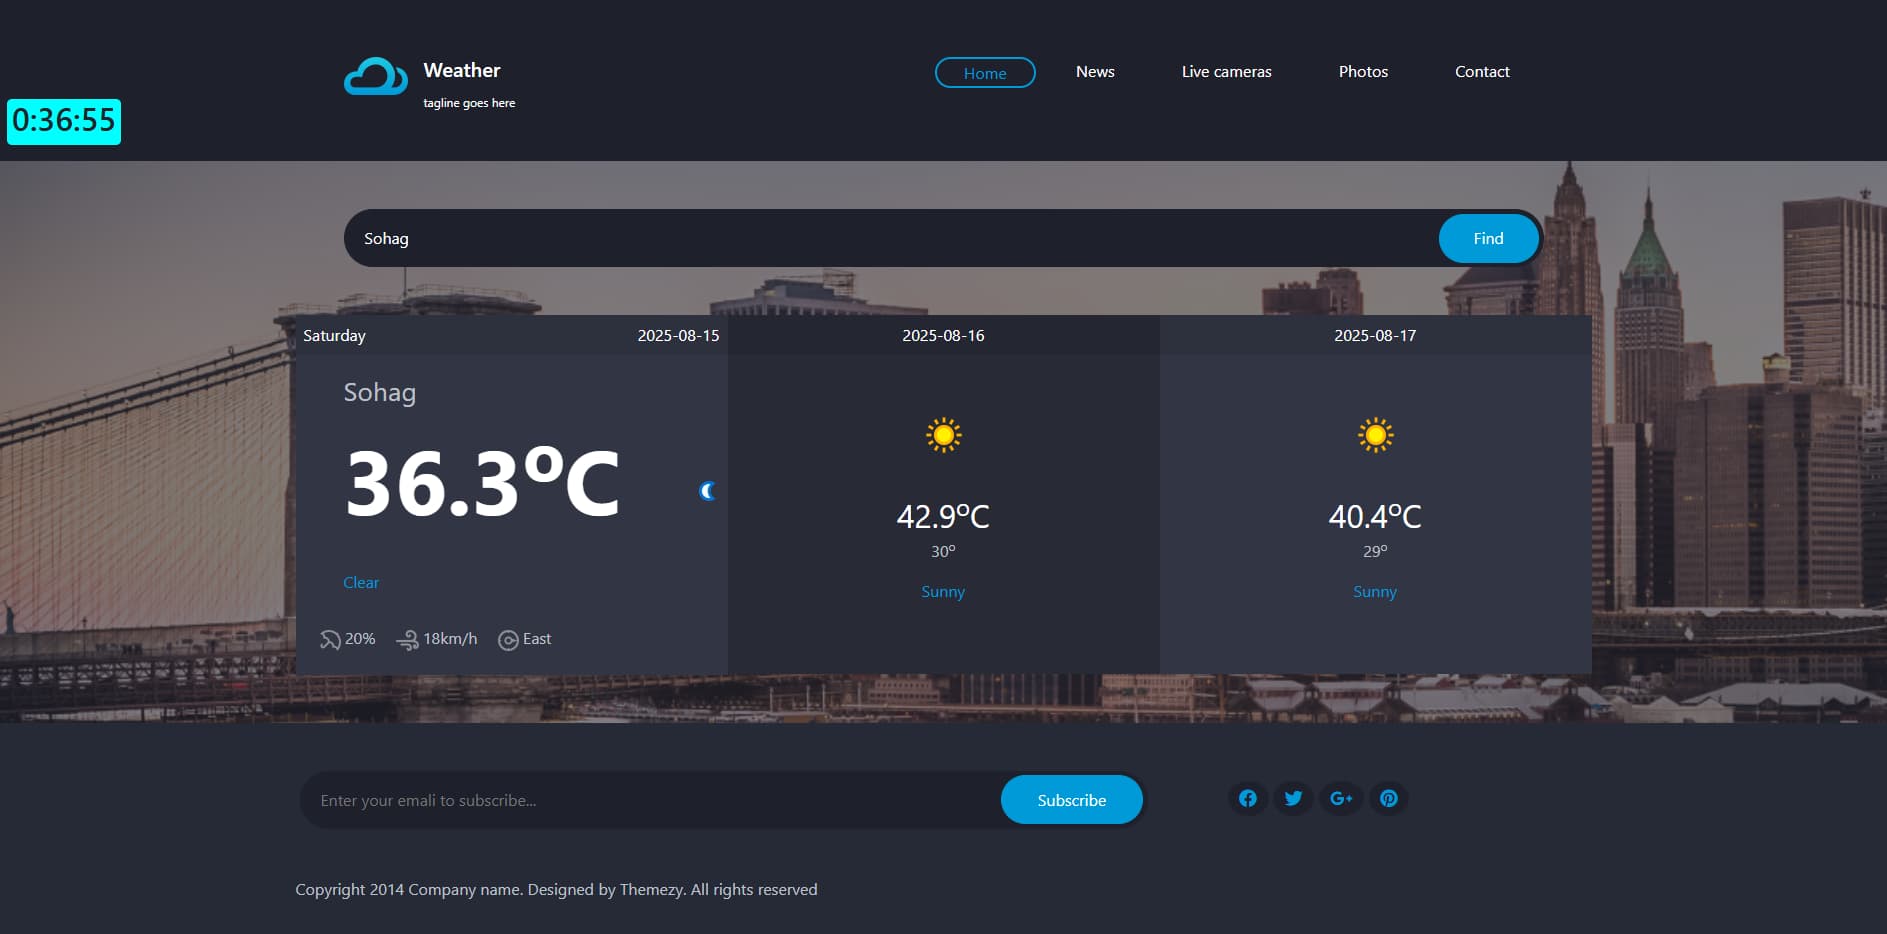 Weather
tagline goes here
Home
News
Live cameras
Photos
Contact
0:36:55
Sohag
Find
Saturday
2025-08-15
Sohag
36.3°C
Clear
20%
18km/h
East
2025-08-16
42.9°C
30°
Sunny
2025-08-17
40.4°C
29°
Sunny
Enter your emali to subscribe...
Subscribe
Copyright 2014 Company name. Designed by Themezy. All rights reserved